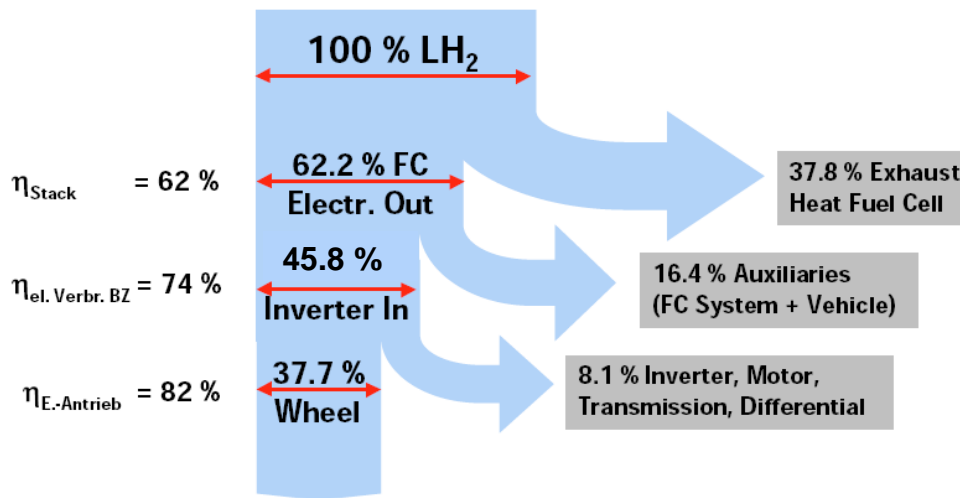 100 % LH₂
62.2 % FC
Electr. Out
ηStack = 62 %
37.8 % Exhaust
Heat Fuel Cell
45.8 %
Inverter In
ηel. Verbr. BZ = 74 %
16.4 % Auxiliaries
(FC System + Vehicle)
37.7 %
Wheel
ηE.-Antrieb = 82 %
8.1 % Inverter, Motor,
Transmission, Differential